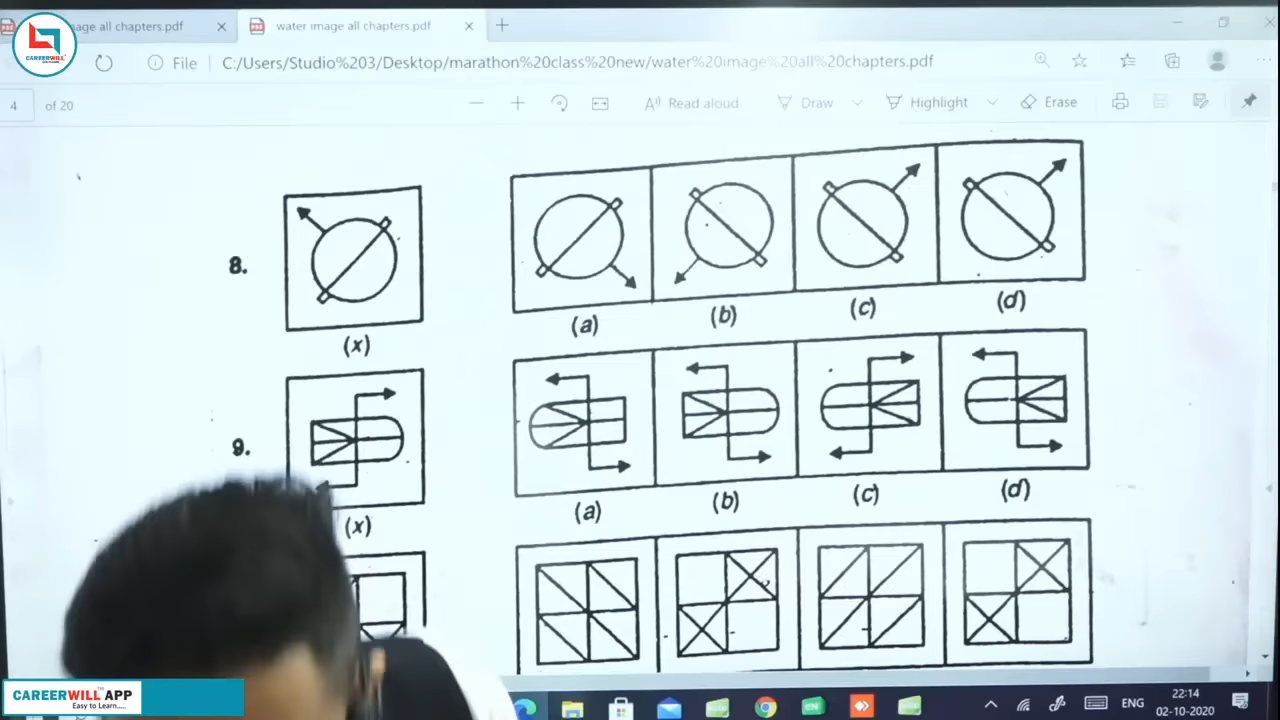 CAREERWILL
age all chapters.pdf
water image all chapters.pdf
File
C:/Users/Studio%203/Desktop/marathon%20class%20new/water%20image%20all%20chapters.pdf
4 of 20
Read aloud
Draw
Highlight
Erase
8.
(x)
(a)
(b)
(c)
(d)
9.
(x)
(a)
(b)
(c)
(d)
CAREERWILL APP
Easy to Learn.....
ENG
22:14
02-10-2020